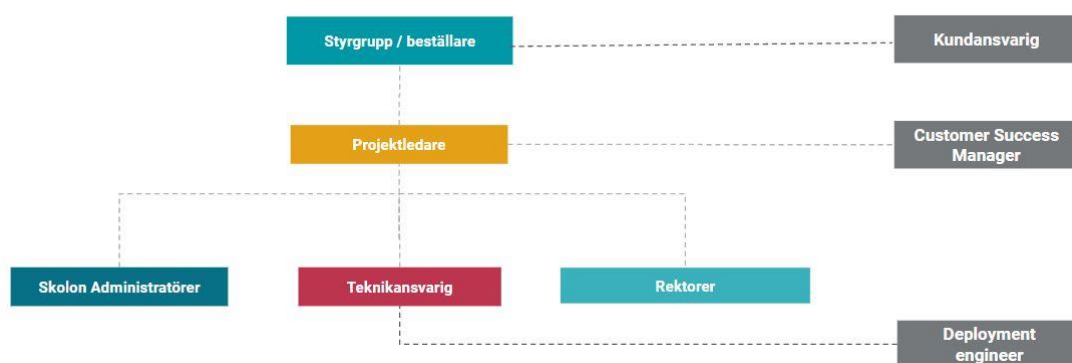 Styrgrupp / beställare
Kundansvarig
Projektledare
Customer Success
Manager
Skolon Administratörer
Teknikansvarig
Rektorer
Deployment
engineer